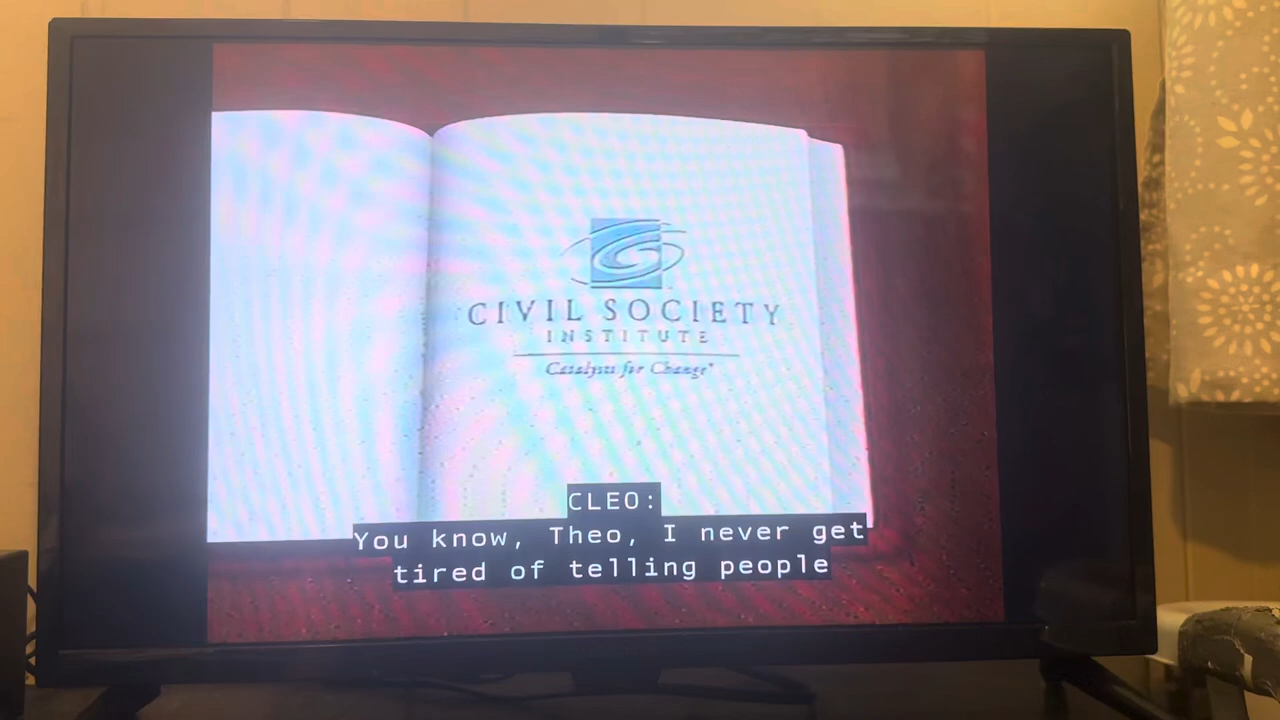 CIVIL SOCIETY
INSTITUTE
Catalysts for Change
CLEO:
You know, Theo, I never get
tired of telling people